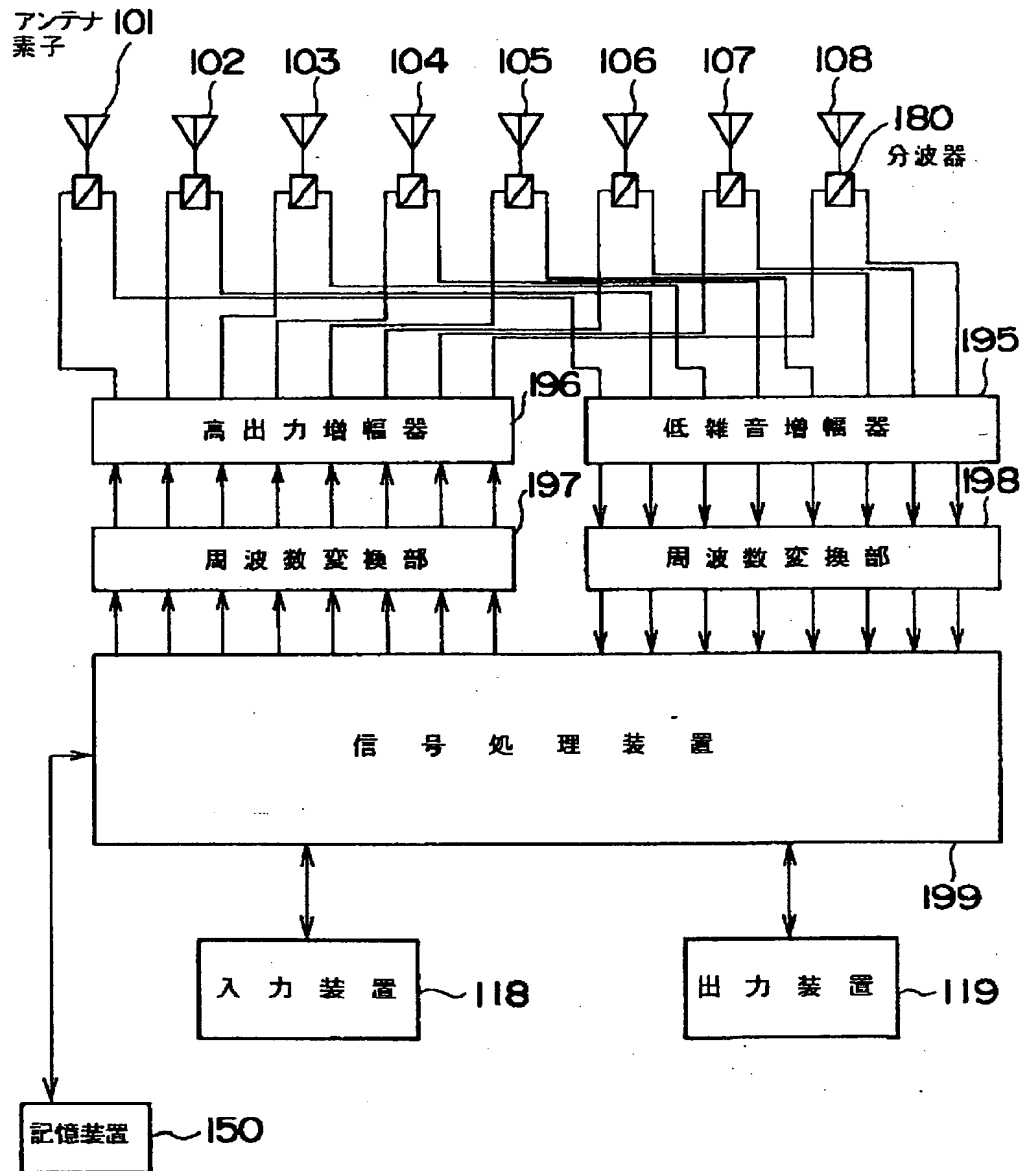 アンテナ 101
素子
102
103
104
105
106
107
108
180
分波器
195
196
高出力増幅器
低雑音増幅器
197
198
周波数変換部
周波数変換部
信号処理装置
199
入力装置
118
出力装置
119
記憶装置
150